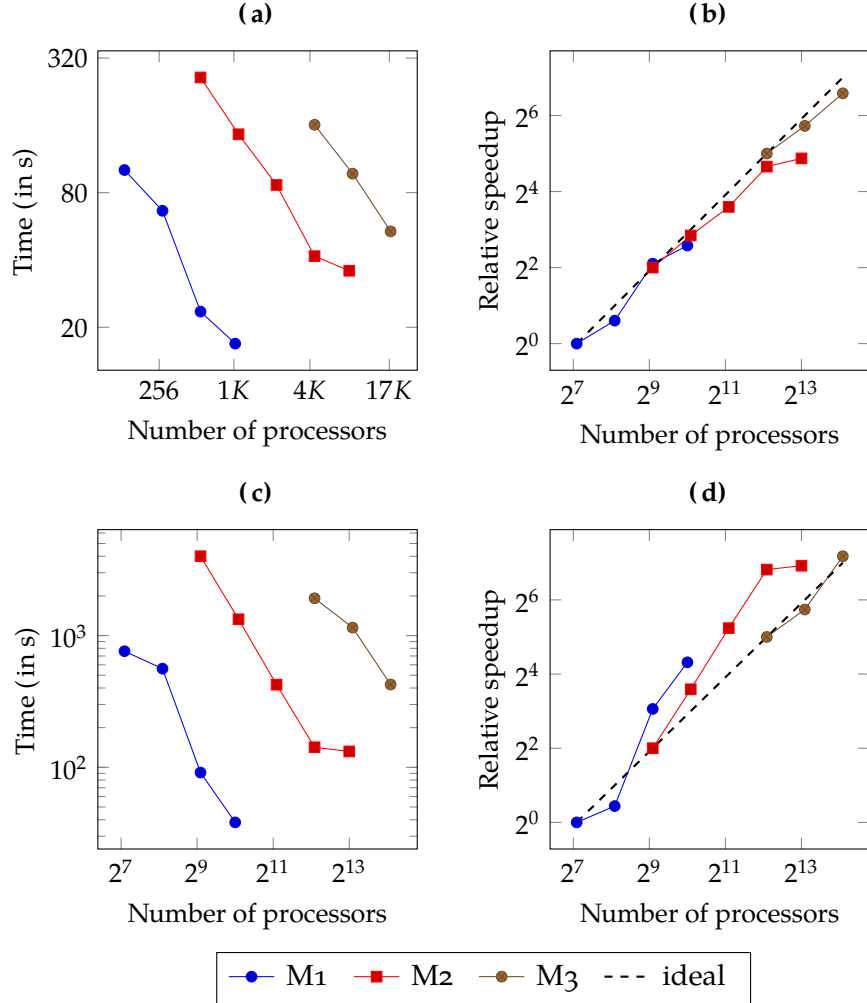 (a)
320
80
20
Time (in s)
256 1K 4K 17K
Number of processors
(b)
2^6
2^4
2^2
2^0
Relative speedup
2^7 2^9 2^11 2^13
Number of processors
(c)
10^3
10^2
Time (in s)
2^7 2^9 2^11 2^13
Number of processors
(d)
2^6
2^4
2^2
2^0
Relative speedup
2^7 2^9 2^11 2^13
Number of processors
M1 M2 M3 ideal